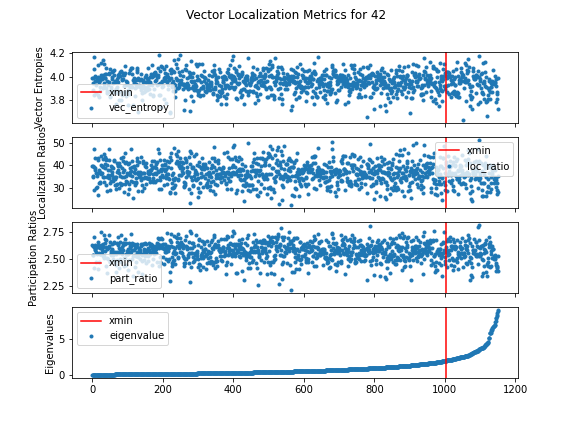 Vector Localization Metrics for 42
Vector Entropies
4.2
4.0
3.8
xmin
vec_entropy
Localization Ratios
50
40
30
xmin
loc_ratio
Participation Ratios
2.75
2.50
2.25
xmin
part_ratio
Eigenvalues
5
0
xmin
eigenvalue
0
200
400
600
800
1000
1200